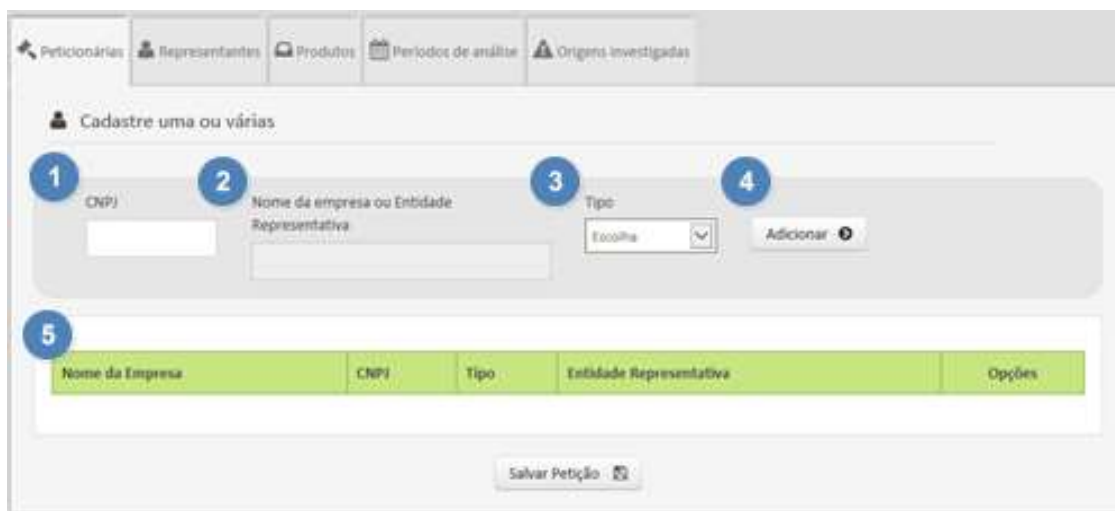 Peticionárias Representantes Produtos Períodos de análise Origens investigadas
Cadastre uma ou várias
1 2 3 4
CNPJ Nome da empresa ou Entidade Tipo
Representativa
Escolha Adicionar
5
Nome da Empresa CNPJ Tipo Entidade Representativa Opções
Salvar Petição